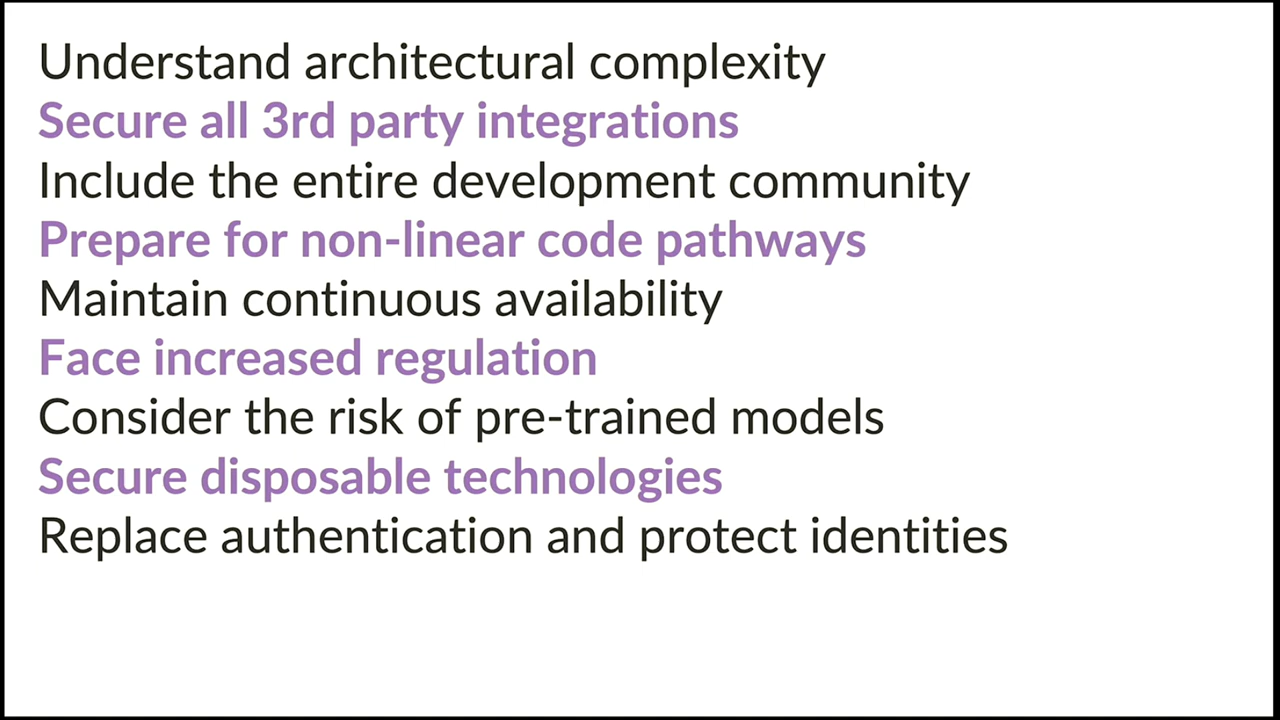 Understand architectural complexity
Secure all 3rd party integrations
Include the entire development community
Prepare for non-linear code pathways
Maintain continuous availability
Face increased regulation
Consider the risk of pre-trained models
Secure disposable technologies
Replace authentication and protect identities